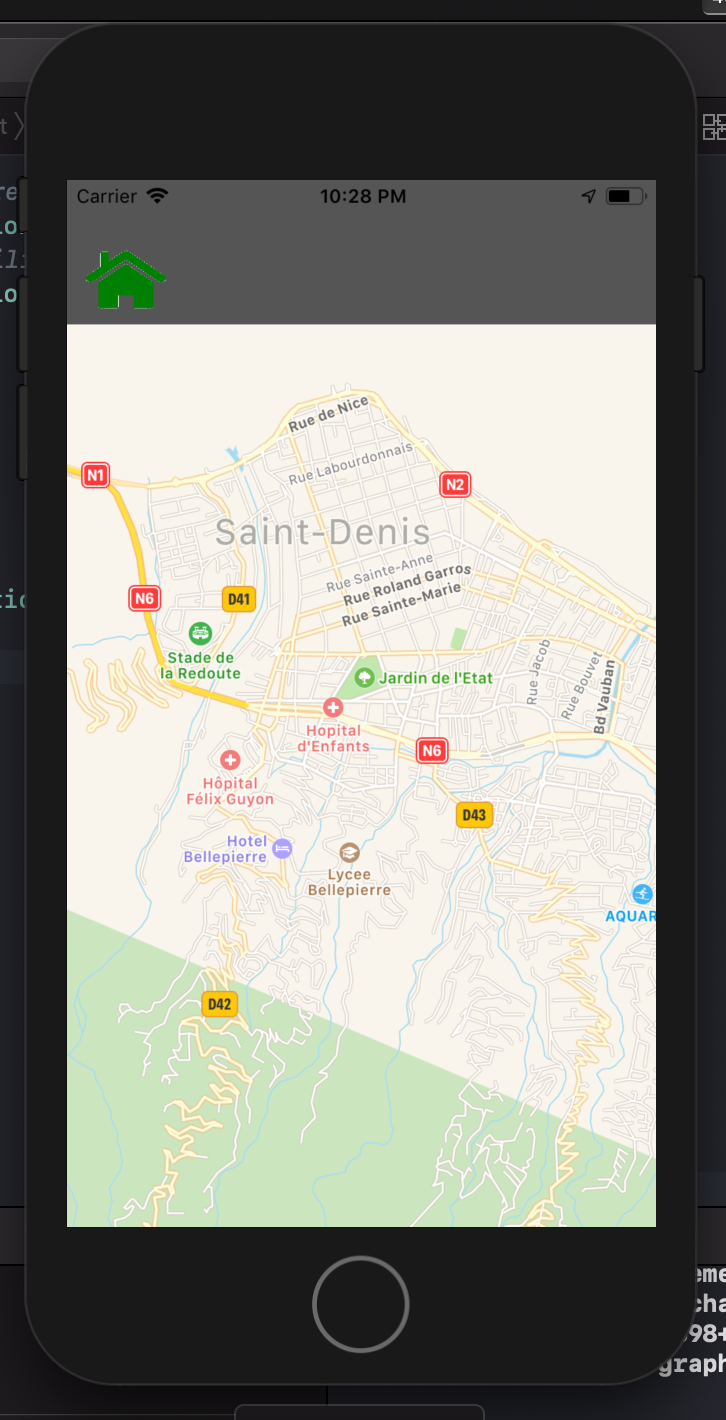 Carrier
10:28 PM
Rue de Nice
Rue Labourdonnais
N1
N2
Saint-Denis
Rue Sainte-Anne
Rue Roland Garros
Rue Sainte-Marie
N6
D41
Stade de
la Redoute
Jardin de l'Etat
Rue Jacob
Rue Bouvet
Bd Vauban
Hopital
d'Enfants
N6
Hôpital
Félix Guyon
D43
Hotel
Bellepierre
Lycee
Bellepierre
AQUAR
D42
98+
graph